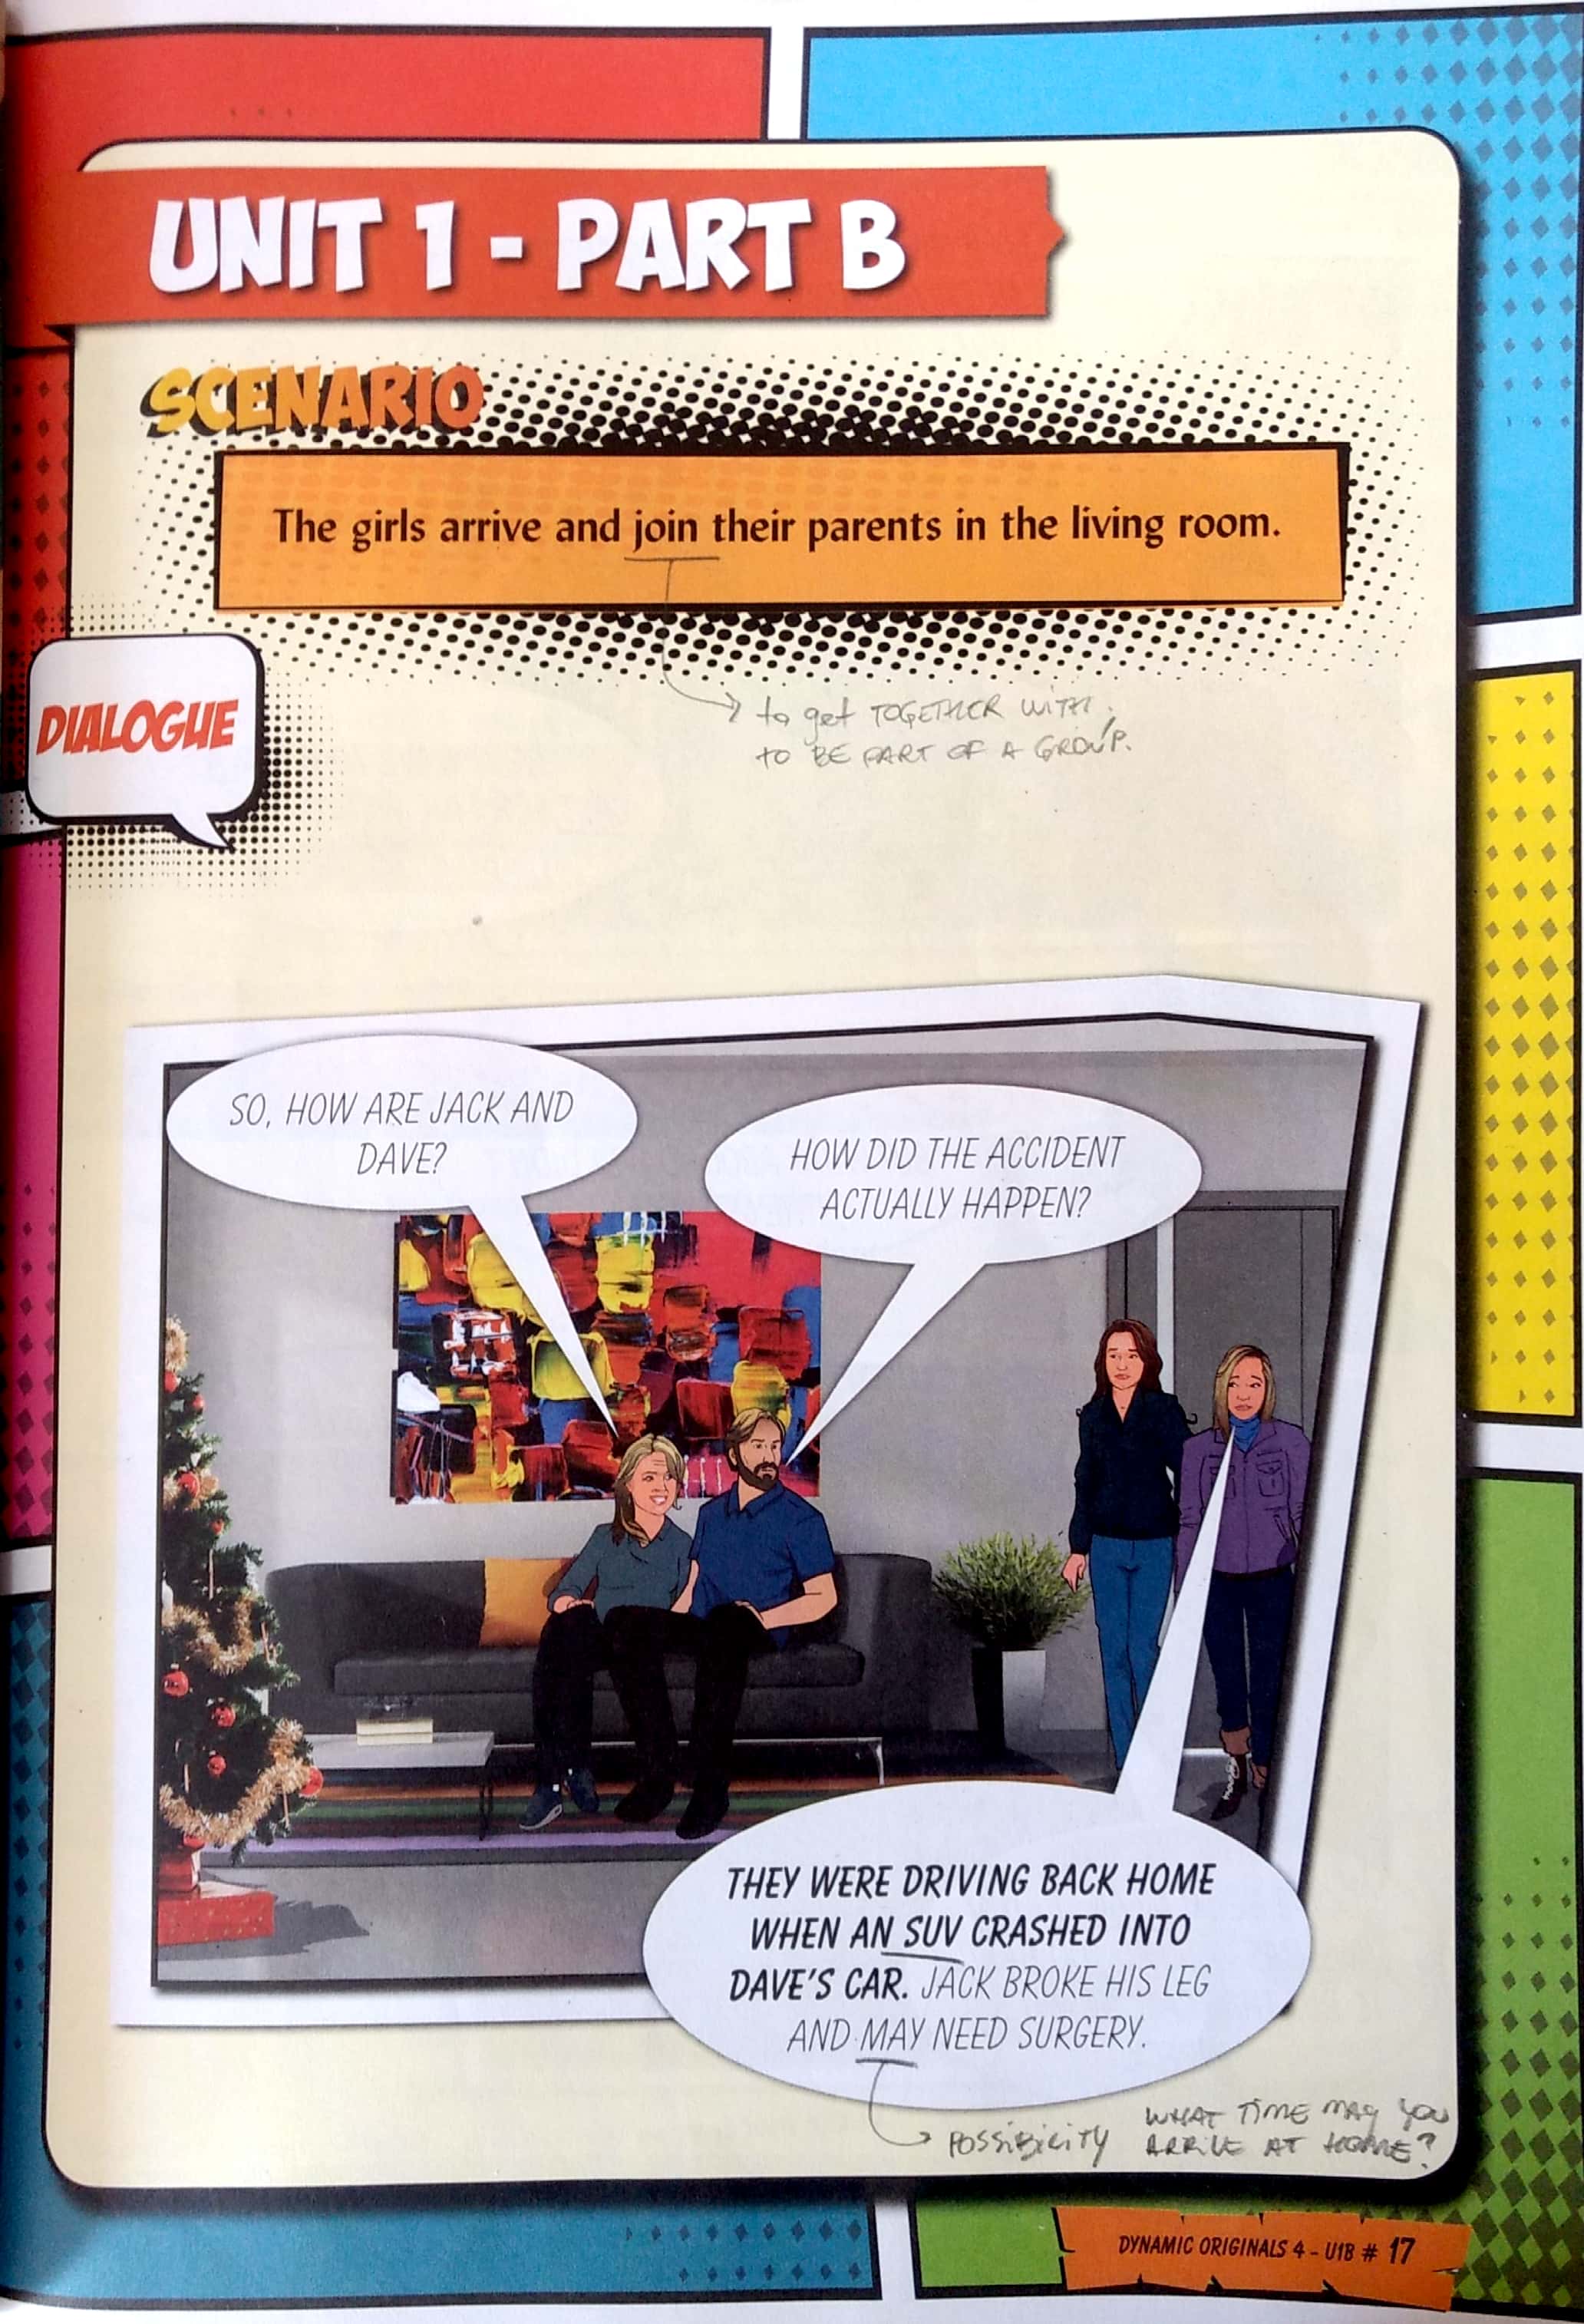 UNIT 1 - PART B
SCENARIO
The girls arrive and join their parents in the living room.
DIALOGUE
to get TOGETHER WITH.
to BE PART OF A GROUP.
SO, HOW ARE JACK AND
DAVE?
HOW DID THE ACCIDENT
ACTUALLY HAPPEN?
THEY WERE DRIVING BACK HOME
WHEN AN SUV CRASHED INTO
DAVE'S CAR. JACK BROKE HIS LEG
AND MAY NEED SURGERY.
POSSIBILITY
WHAT TIME MAY YOU
ARRIVE AT HOME?
DYNAMIC ORIGINALS 4 - U1B # 17